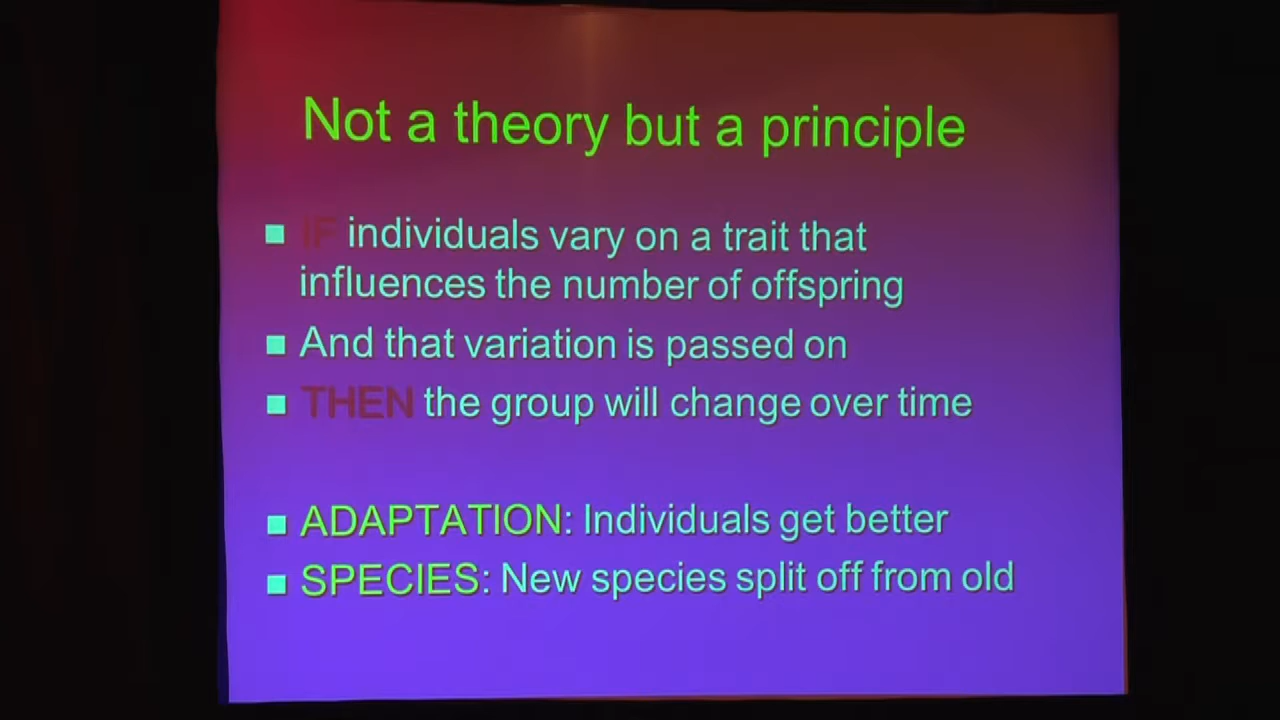 Not a theory but a principle
IF individuals vary on a trait that
influences the number of offspring
And that variation is passed on
THEN the group will change over time
ADAPTATION: Individuals get better
SPECIES: New species split off from old